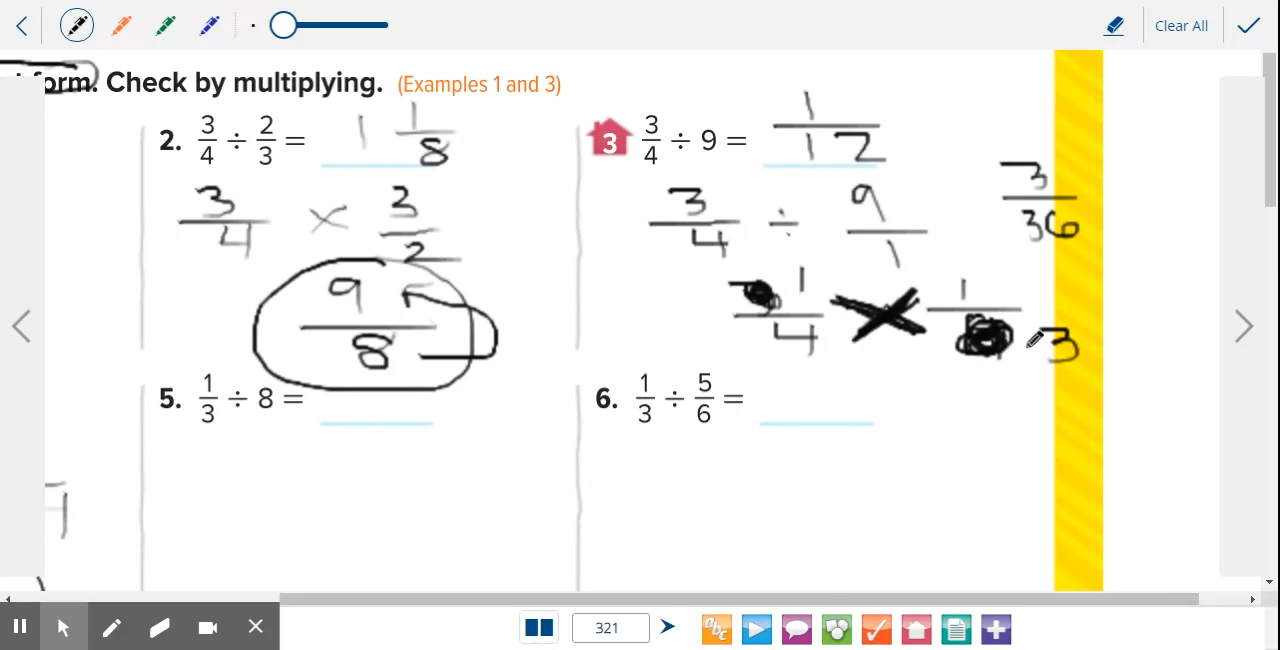 Clear All
form. Check by multiplying. (Examples 1 and 3)
2. 3/4 ÷ 2/3 = 1 1/8
3/4 × 3/2
9/8
3 3/4 ÷ 9 = 1/12
3/4 ÷ 9/1
3/36
1/4 × 1/3
5. 1/3 ÷ 8 =
6. 1/3 ÷ 5/6 =
321
abc